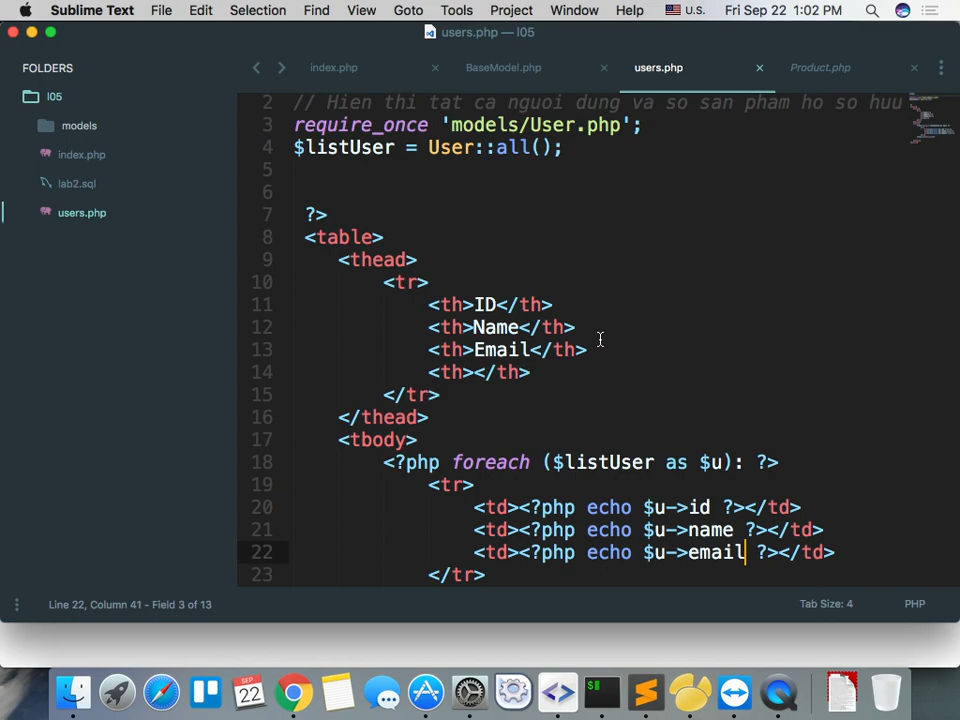 Sublime Text File Edit Selection Find View Goto Tools Project Window Help U.S. Fri Sep 22 1:02 PM
users.php — l05
FOLDERS
l05
models
index.php
lab2.sql
users.php
index.php BaseModel.php users.php Product.php
2 // Hien thi tat ca nguoi dung va so san pham ho so huu
3 require_once 'models/User.php';
4 $listUser = User::all();
5
6
7 ?>
8 <table>
9 <thead>
10 <tr>
11 <th>ID</th>
12 <th>Name</th>
13 <th>Email</th>
14 <th></th>
15 </tr>
16 </thead>
17 <tbody>
18 <?php foreach ($listUser as $u): ?>
19 <tr>
20 <td><?php echo $u->id ?></td>
21 <td><?php echo $u->name ?></td>
22 <td><?php echo $u->email ?></td>
23 </tr>
Line 22, Column 41 - Field 3 of 13 Tab Size: 4 PHP
SEP
22
$